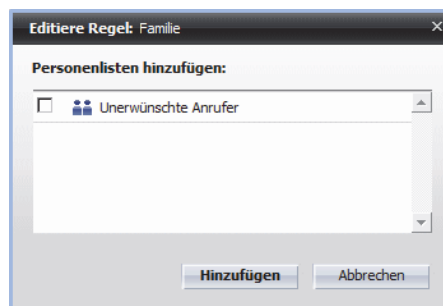 Editiere Regel: Familie
Personenlisten hinzufügen:
Unerwünschte Anrufer
Hinzufügen Abbrechen